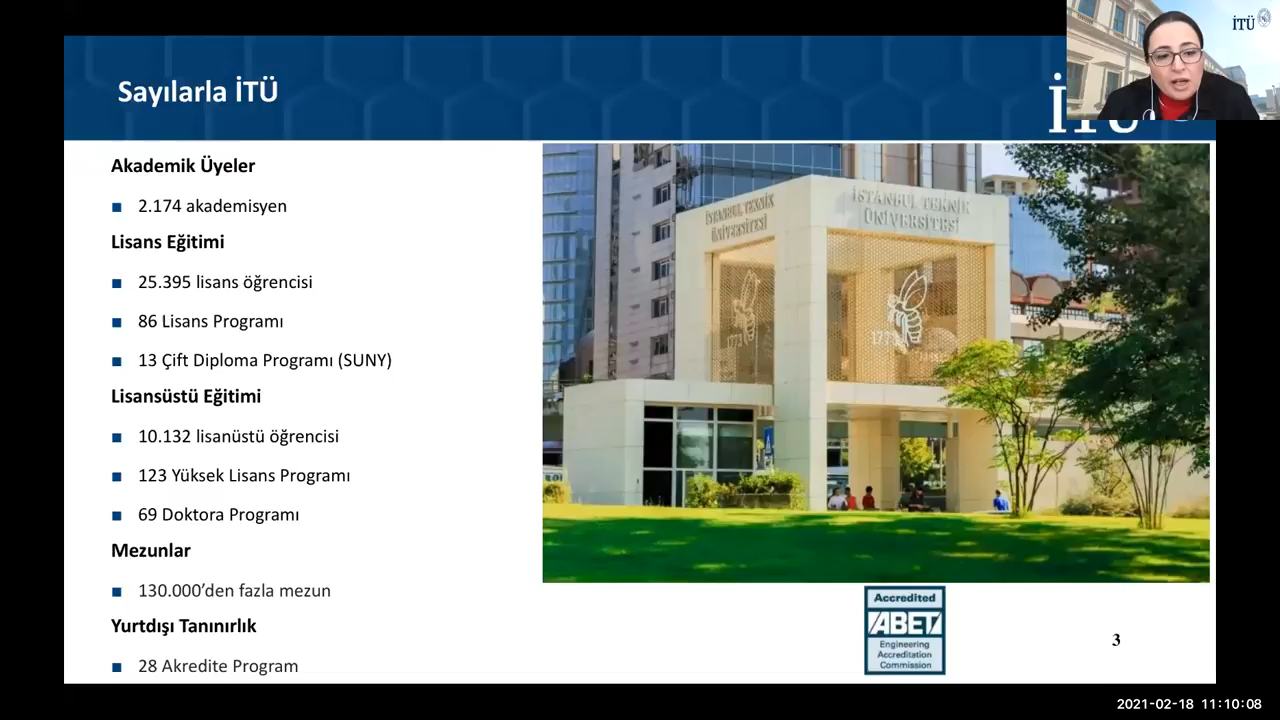 İTÜ
Sayılarla İTÜ
İTÜ
Akademik Üyeler
2.174 akademisyen
Lisans Eğitimi
25.395 lisans öğrencisi
86 Lisans Programı
13 Çift Diploma Programı (SUNY)
Lisansüstü Eğitimi
10.132 lisanüstü öğrencisi
123 Yüksek Lisans Programı
69 Doktora Programı
Mezunlar
130.000’den fazla mezun
Yurtdışı Tanınırlık
28 Akredite Program
İSTANBUL TEKNİK
ÜNİVERSİTESİ
İSTANBUL TEKNİK
ÜNİVERSİTESİ
1773
1773
Accredited
ABET
Engineering
Accreditation
Commission
3
2021-02-18 11:10:08